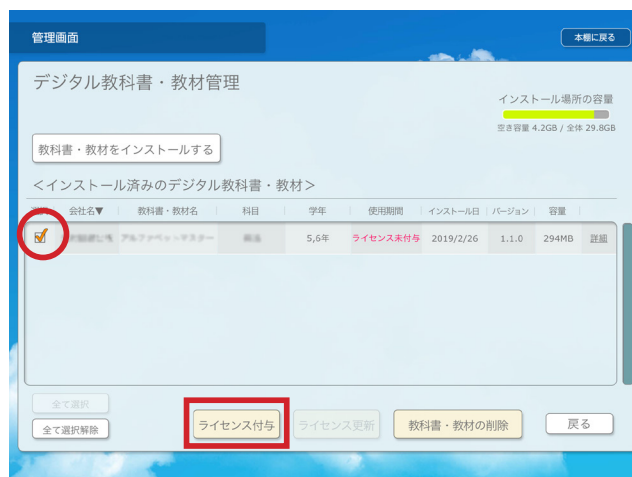 管理画面
本棚に戻る
デジタル教科書・教材管理
インストール場所の容量
空き容量 4.2GB / 全体 29.8GB
教科書・教材をインストールする
<インストール済みのデジタル教科書・教材>
会社名▼ 教科書・教材名 科目 学年 使用期間 インストール日 バージョン 容量
5,6年 ライセンス未付与 2019/2/26 1.1.0 294MB 詳細
全て選択
全て選択解除
ライセンス付与
ライセンス更新
教科書・教材の削除
戻る